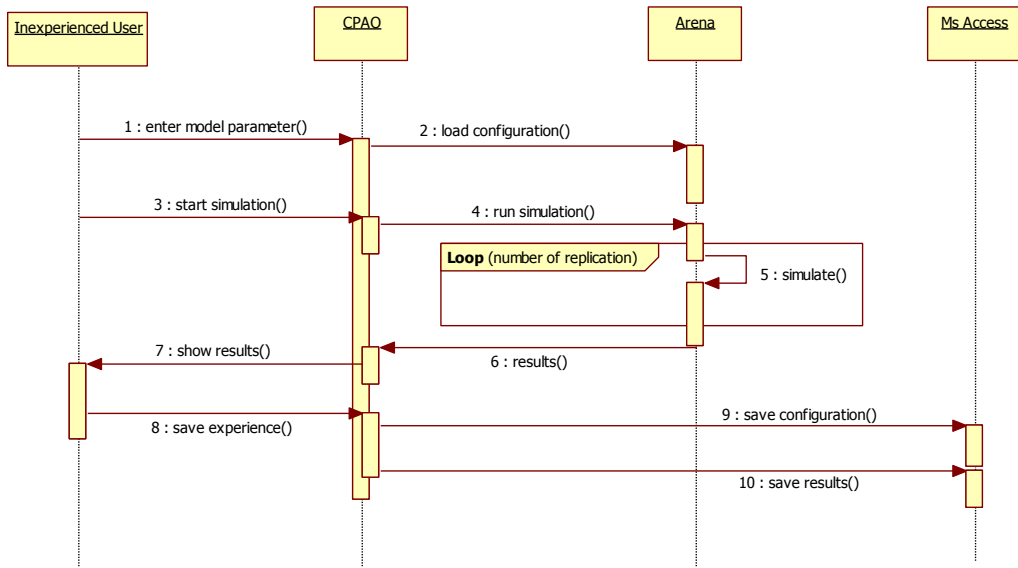 Inexperienced User
CPAO
Arena
Ms Access
1 : enter model parameter()
2 : load configuration()
3 : start simulation()
4 : run simulation()
Loop (number of replication)
5 : simulate()
7 : show results()
6 : results()
8 : save experience()
9 : save configuration()
10 : save results()